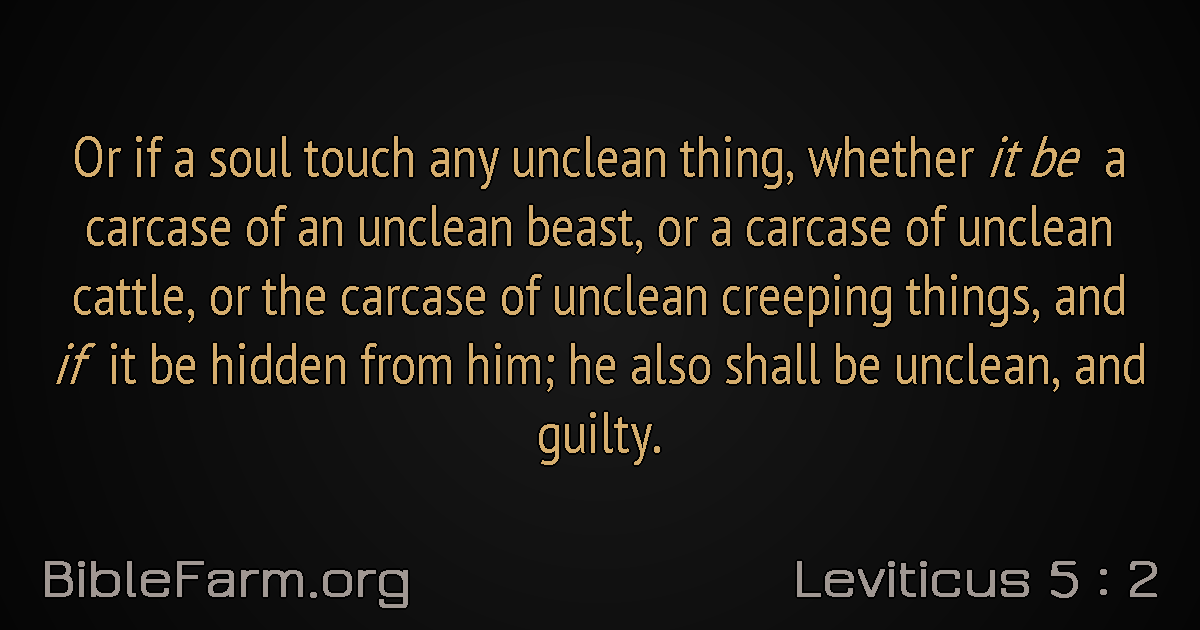 Or if a soul touch any unclean thing, whether it be a
carcase of an unclean beast, or a carcase of unclean
cattle, or the carcase of unclean creeping things, and
if it be hidden from him; he also shall be unclean, and
guilty.
BibleFarm.org
Leviticus 5 : 2